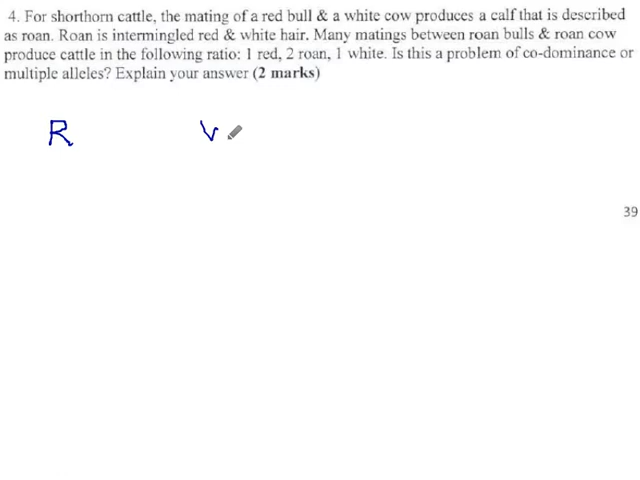 4. For shorthorn cattle, the mating of a red bull & a white cow produces a calf that is described
as roan. Roan is intermingled red & white hair. Many matings between roan bulls & roan cow
produce cattle in the following ratio: 1 red, 2 roan, 1 white. Is this a problem of co-dominance or
multiple alleles? Explain your answer (2 marks)
R V
39